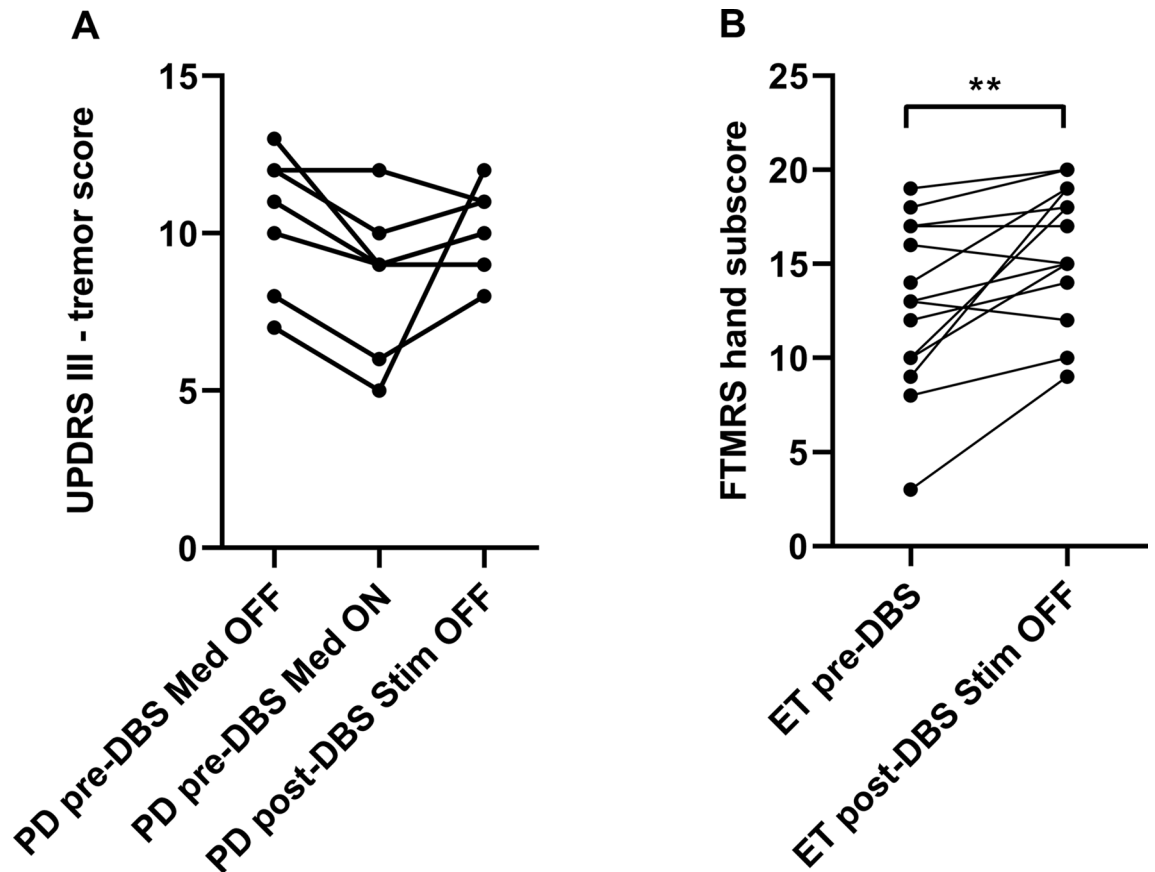 A
UPDRS III - tremor score
15
10
5
0
PD pre-DBS Med OFF
PD pre-DBS Med ON
PD post-DBS Stim OFF
B
FTMRS hand subscore
25
20
15
10
5
0
**
ET pre-DBS
ET post-DBS Stim OFF